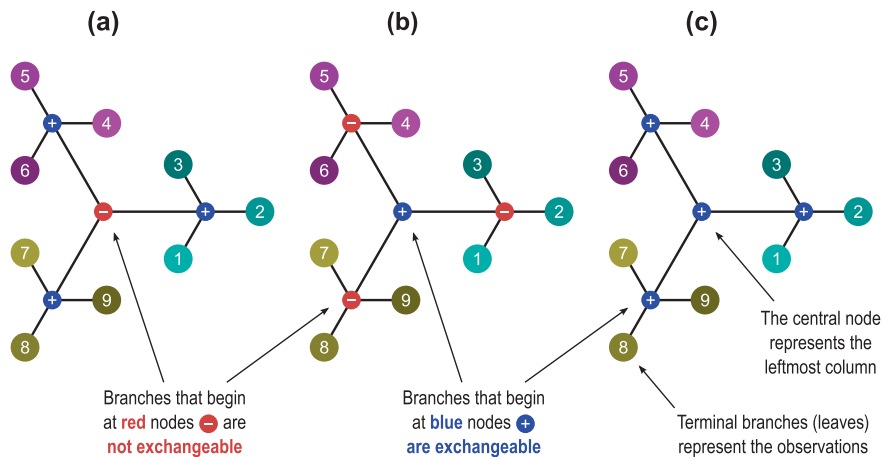 (a)
(b)
(c)
5
+
4
6
3
−
+
2
1
7
+
9
8
5
−
4
6
3
+
−
2
1
7
−
9
8
5
+
4
6
3
+
+
2
1
7
+
9
8
Branches that begin
at red nodes − are
not exchangeable
Branches that begin
at blue nodes + 
are exchangeable
The central node
represents the
leftmost column
Terminal branches (leaves)
represent the observations